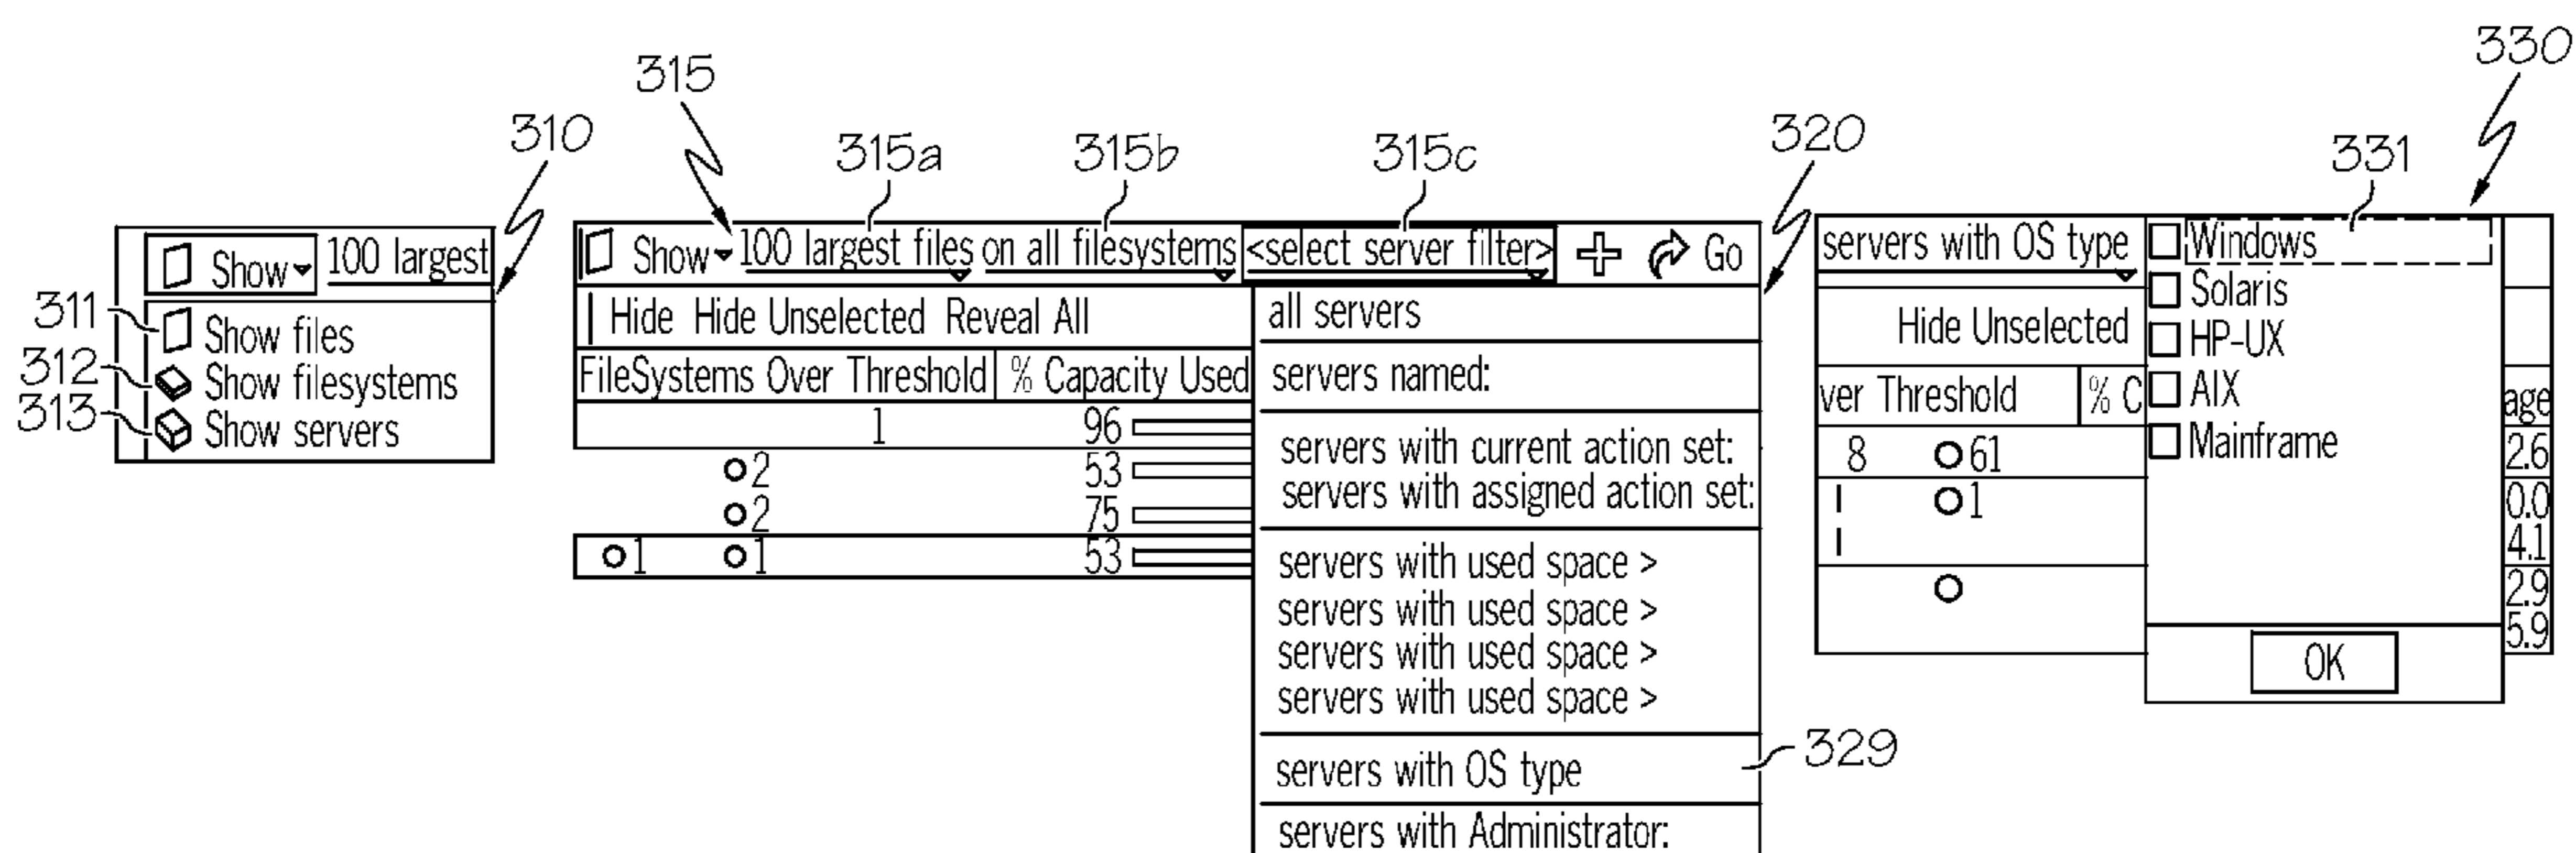 330
315
310
315a
315b
315c
320
331
Show 100 largest
311
Show files
312
Show filesystems
313
Show servers
Show 100 largest files on all filesystems <select server filter> Go
Hide Hide Unselected Reveal All
FileSystems Over Threshold % Capacity Used
1 96
2 53
2 75
1 1 53
all servers
servers named:
servers with current action set:
servers with assigned action set:
servers with used space >
servers with used space >
servers with used space >
servers with used space >
servers with OS type
329
servers with Administrator:
servers with OS type
Hide Unselected
ver Threshold % C
8 61
1
Windows
Solaris
HP-UX
AIX
Mainframe
OK
age
2.6
0.0
4.1
2.9
5.9